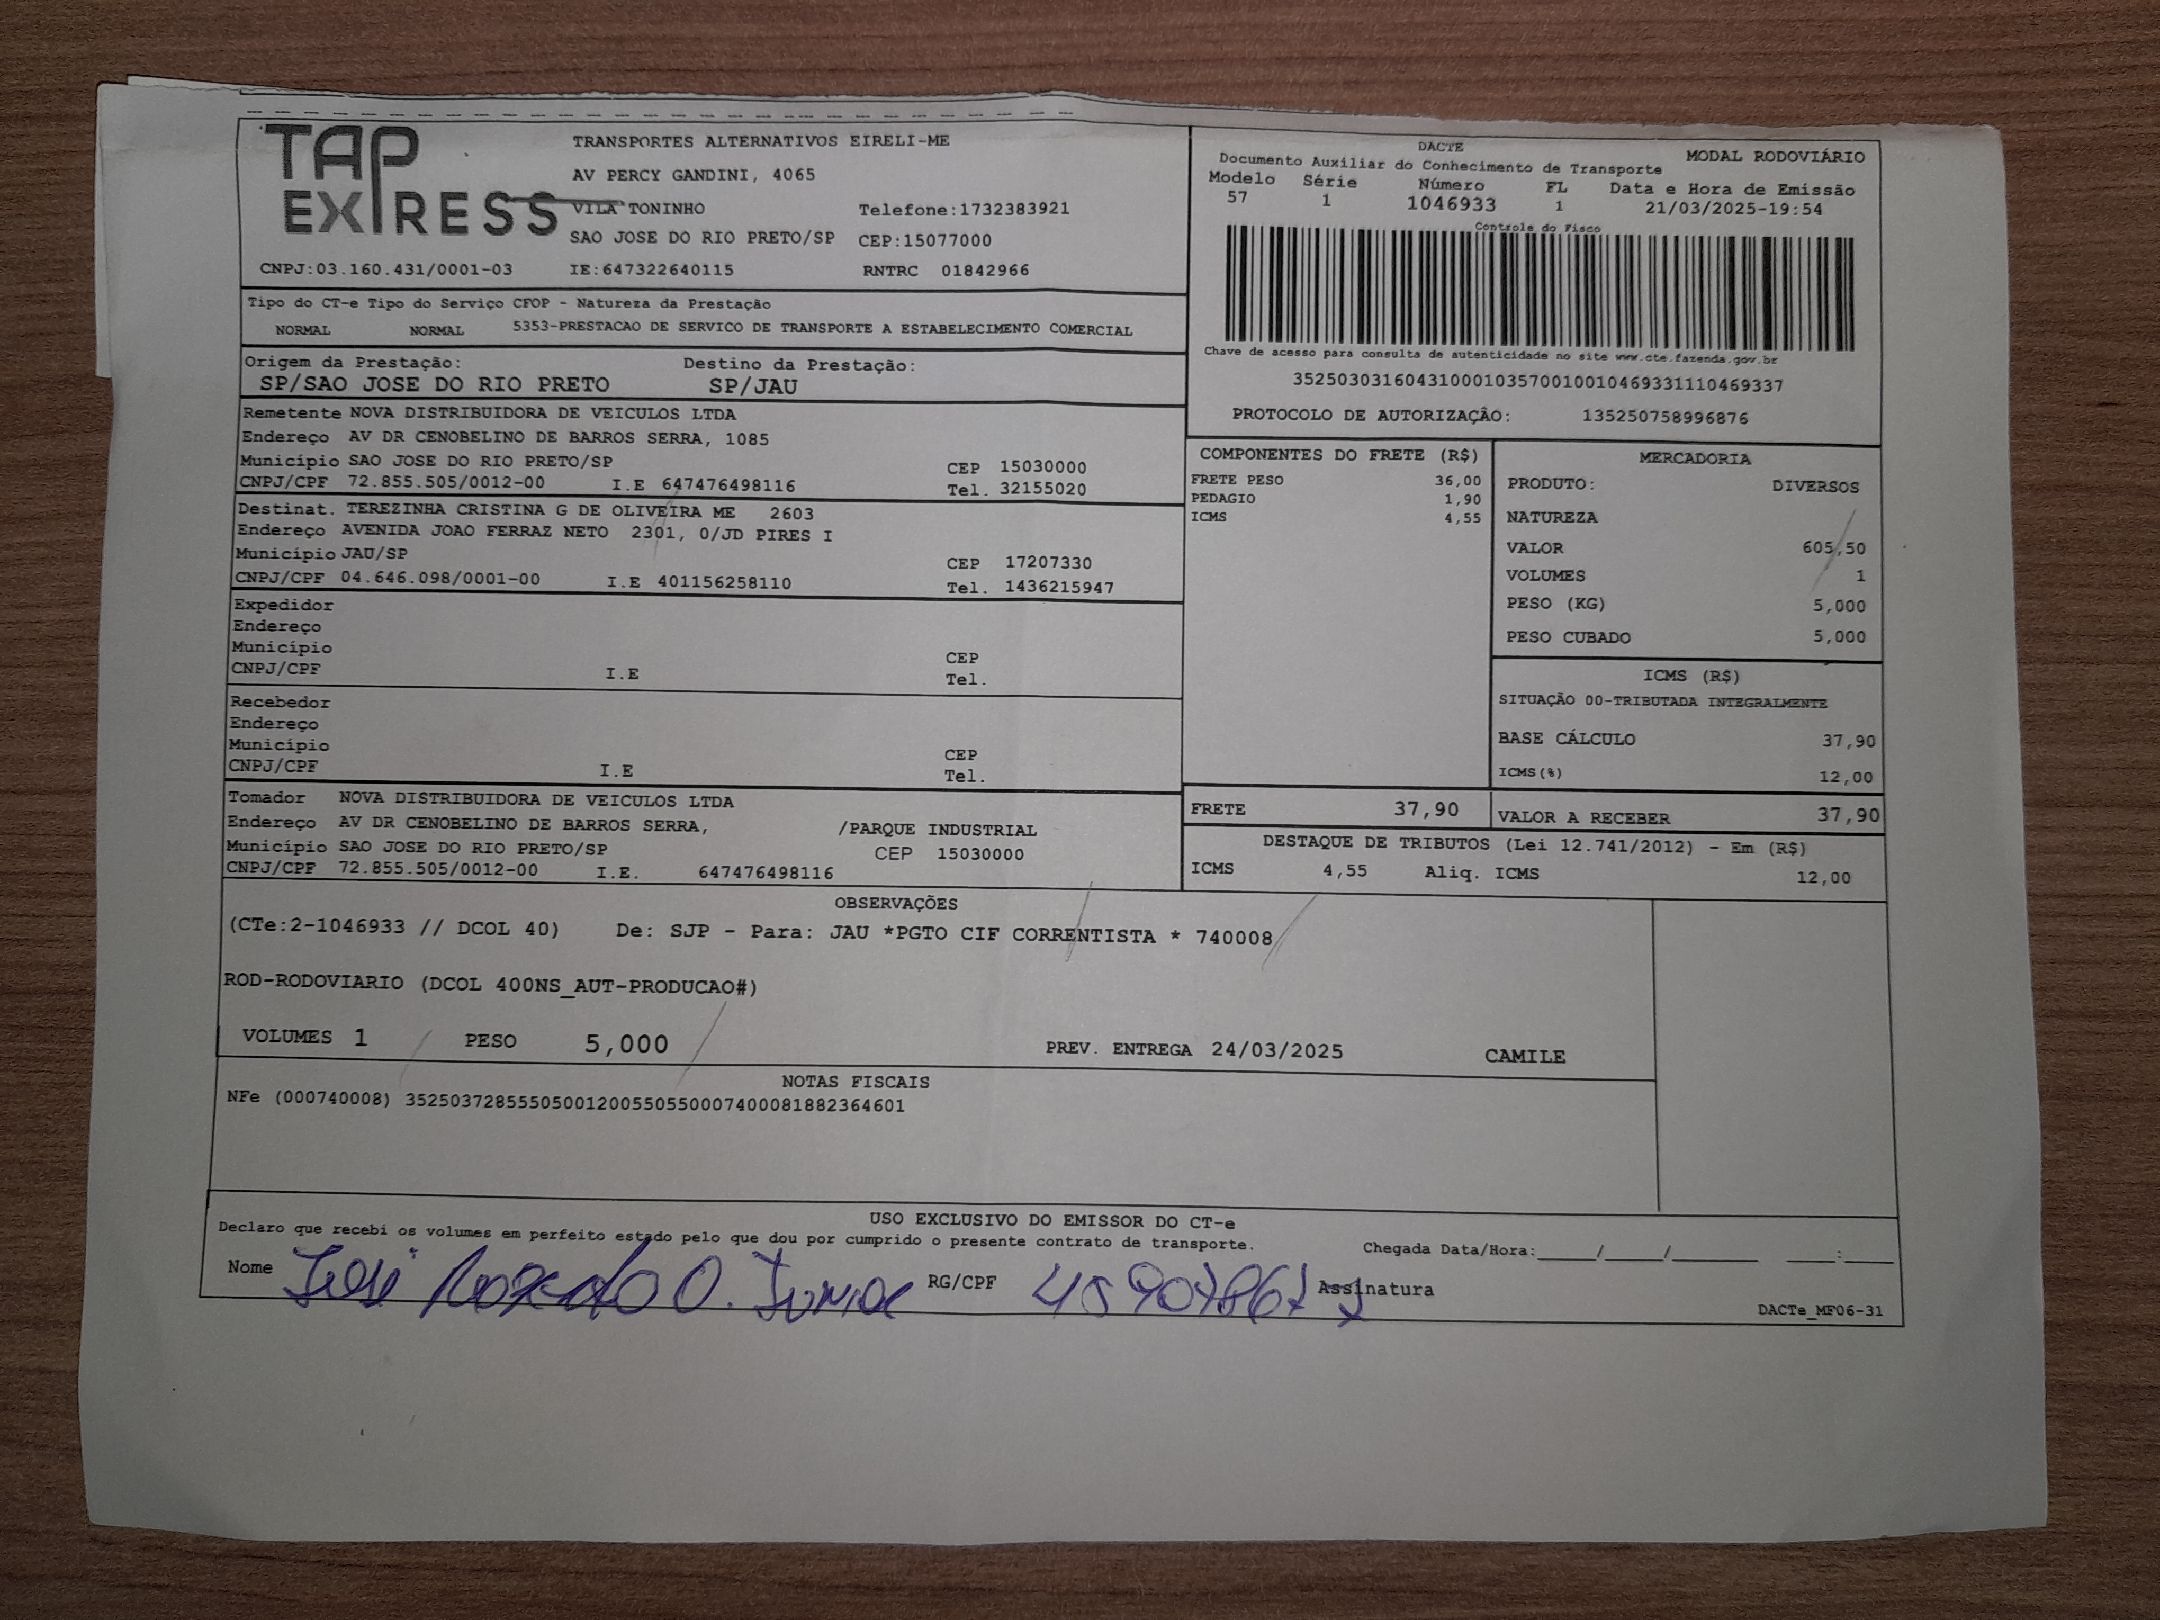 TAP EXPRESS
TRANSPORTES ALTERNATIVOS EIRELI-ME
AV PERCY GANDINI, 4065
VILA TONINHO Telefone:1732383921
SAO JOSE DO RIO PRETO/SP CEP:15077000
CNPJ:03.160.431/0001-03 IE:647322640115 RNTRC 01842966
DACTE
Documento Auxiliar do Conhecimento de Transporte MODAL RODOVIÁRIO
Modelo Série Número FL Data e Hora de Emissão
57 1 1046933 1 21/03/2025-19:54
Controle do Fisco
Chave de acesso para consulta de autenticidade no site www.cte.fazenda.gov.br
35250303160431000103570010010469331110469337
PROTOCOLO DE AUTORIZAÇÃO: 135250758996876
Tipo do CT-e Tipo do Serviço CFOP - Natureza da Prestação
NORMAL NORMAL 5353-PRESTACAO DE SERVICO DE TRANSPORTE A ESTABELECIMENTO COMERCIAL
Origem da Prestação: Destino da Prestação:
SP/SAO JOSE DO RIO PRETO SP/JAU
Remetente NOVA DISTRIBUIDORA DE VEICULOS LTDA
Endereço AV DR CENOBELINO DE BARROS SERRA, 1085
Município SAO JOSE DO RIO PRETO/SP CEP 15030000
CNPJ/CPF 72.855.505/0012-00 I.E 647476498116 Tel. 32155020
Destinat. TEREZINHA CRISTINA G DE OLIVEIRA ME 2603
Endereço AVENIDA JOAO FERRAZ NETO 2301, 0/JD PIRES I
Município JAU/SP CEP 17207330
CNPJ/CPF 04.646.098/0001-00 I.E 401156258110 Tel. 1436215947
Expedidor
Endereço
Município CEP
CNPJ/CPF I.E Tel.
Recebedor
Endereço
Município CEP
CNPJ/CPF I.E Tel.
Tomador NOVA DISTRIBUIDORA DE VEICULOS LTDA
Endereço AV DR CENOBELINO DE BARROS SERRA, /PARQUE INDUSTRIAL
Município SAO JOSE DO RIO PRETO/SP CEP 15030000
CNPJ/CPF 72.855.505/0012-00 I.E. 647476498116
COMPONENTES DO FRETE (R$)
FRETE PESO 36,00
PEDAGIO 1,90
ICMS 4,55
MERCADORIA
PRODUTO: DIVERSOS
NATUREZA
VALOR 605,50
VOLUMES 1
PESO (KG) 5,000
PESO CUBADO 5,000
ICMS (R$)
SITUAÇÃO 00-TRIBUTADA INTEGRALMENTE
BASE CÁLCULO 37,90
ICMS(%) 12,00
FRETE 37,90 VALOR A RECEBER 37,90
DESTAQUE DE TRIBUTOS (Lei 12.741/2012) - Em (R$)
ICMS 4,55 Aliq. ICMS 12,00
OBSERVAÇÕES
(CTe:2-1046933 // DCOL 40) De: SJP - Para: JAU *PGTO CIF CORRENTISTA * 740008
ROD-RODOVIARIO (DCOL 400NS_AUT-PRODUCAO#)
VOLUMES 1 PESO 5,000 PREV. ENTREGA 24/03/2025 CAMILE
NOTAS FISCAIS
NFe (000740008) 35250372855505001200550550007400081882364601
USO EXCLUSIVO DO EMISSOR DO CT-e
Declaro que recebi os volumes em perfeito estado pelo que dou por cumprido o presente contrato de transporte. Chegada Data/Hora:_____/_____/_______ ____:____
Nome José O. Junior RG/CPF Assinatura
DACTe_MF06-31